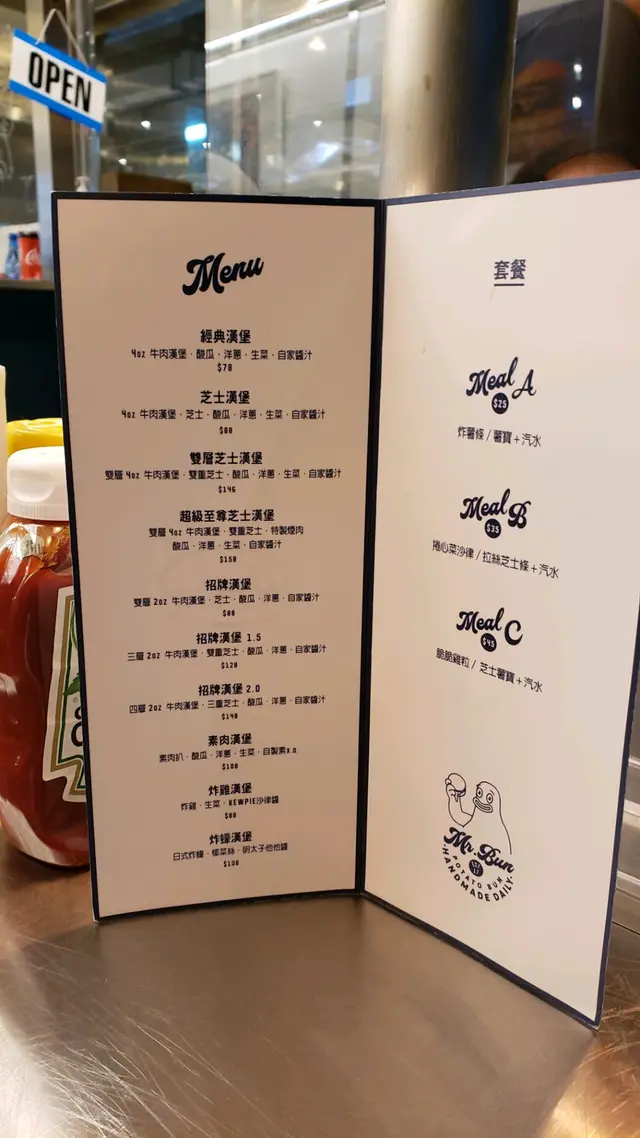 OPEN
Menu
經典漢堡
4oz 牛肉漢堡·酸瓜·洋蔥·生菜·自家醬汁
$78
芝士漢堡
4oz 牛肉漢堡·芝士·酸瓜·洋蔥·生菜·自家醬汁
$88
雙層芝士漢堡
雙層 4oz 牛肉漢堡·雙重芝士·酸瓜·洋蔥·生菜·自家醬汁
$146
超級至尊芝士漢堡
雙層 4oz 牛肉漢堡·雙重芝士·特製煙肉
酸瓜·洋蔥·生菜·自家醬汁
$158
招牌漢堡
雙層 2oz 牛肉漢堡·芝士·酸瓜·洋蔥·自家醬汁
$88
招牌漢堡 1.5
三層 2oz 牛肉漢堡·雙重芝士·酸瓜·洋蔥·自家醬汁
$128
招牌漢堡 2.0
四層 2oz 牛肉漢堡·三重芝士·酸瓜·洋蔥·自家醬汁
$148
素肉漢堡
素肉扒·酸瓜·洋蔥·生菜·自製素X.O.
$108
炸雞漢堡
炸雞·生菜·KEWPIE沙律醬
$88
炸蠔漢堡
日式炸蠔·椰菜絲·明太子他他醬
$108
套餐
Meal A
$25
炸薯條 / 薯寶 + 汽水
Meal B
$35
捲心菜沙律 / 拉絲芝士條 + 汽水
Meal C
$45
脆脆雞粒 / 芝士薯寶 + 汽水
Mr. Bun
POTATO BUN
HANDMADE DAILY